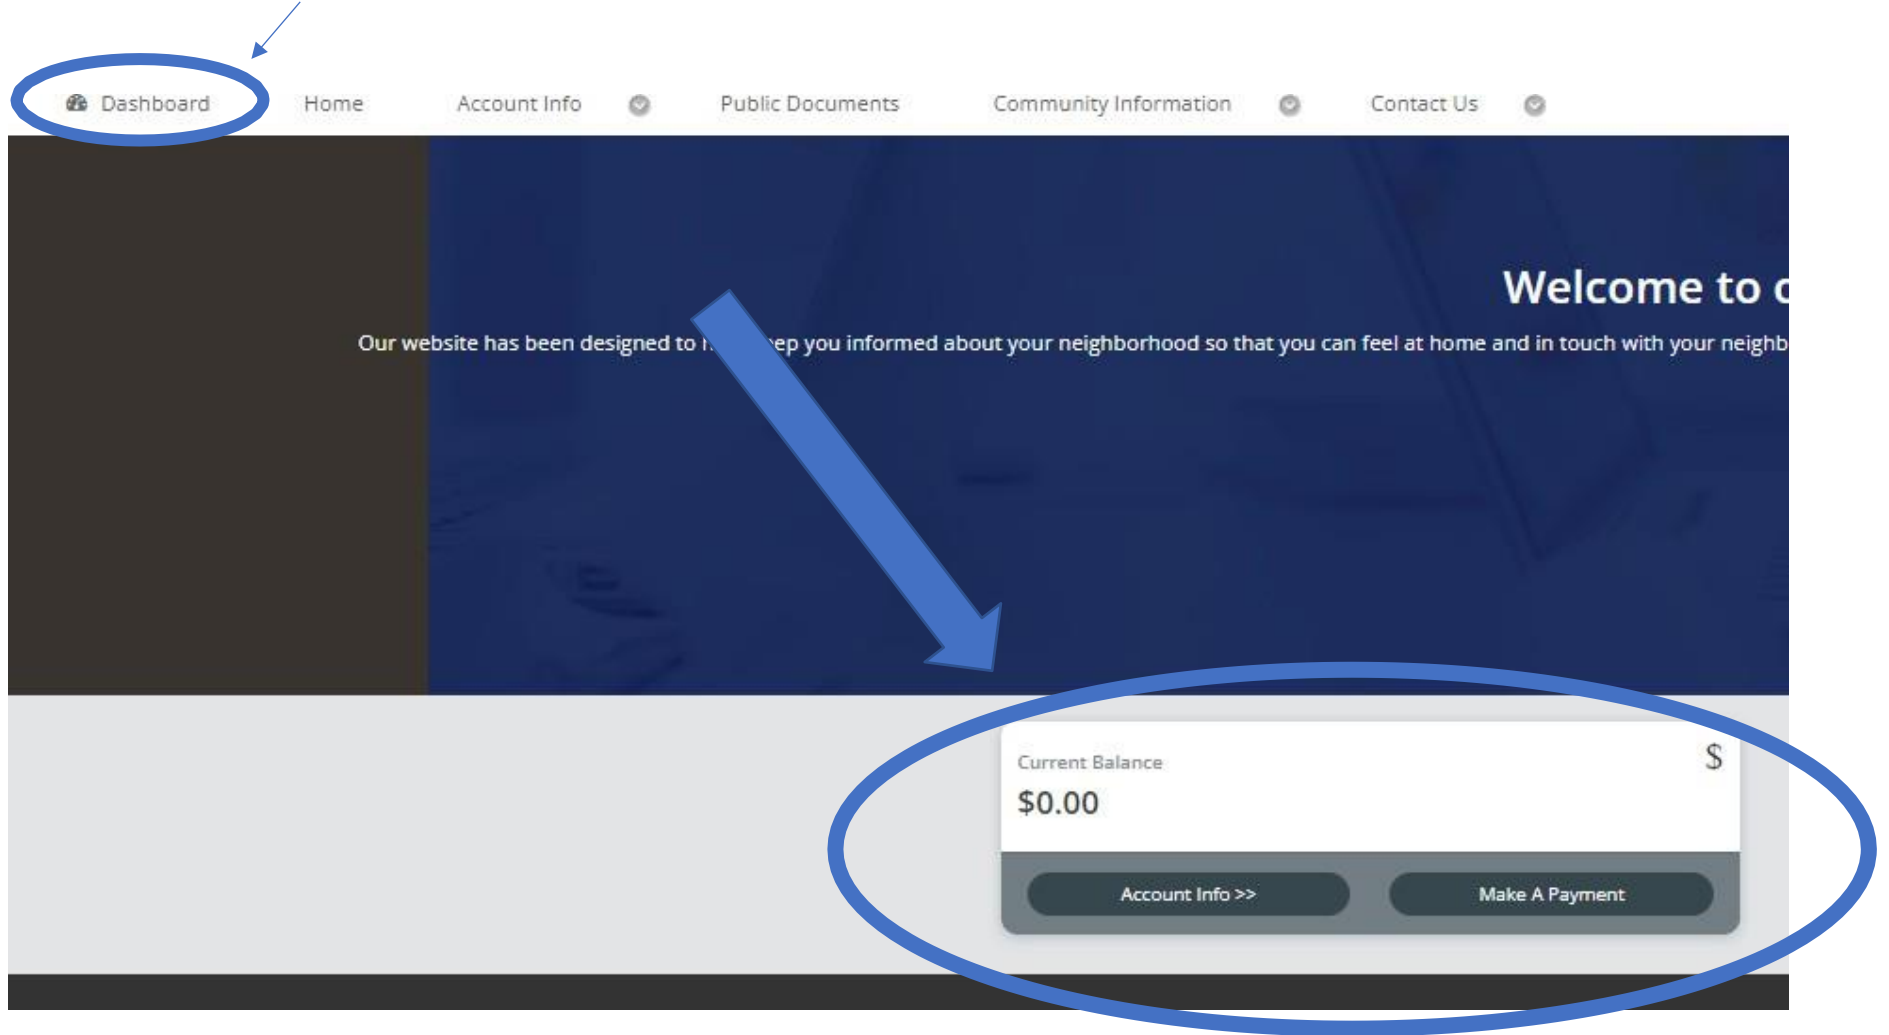 Dashboard Home Account Info Public Documents Community Information Contact Us
Welcome to
Our website has been designed to you informed about your neighborhood so that you can feel at home and in touch with your
Current Balance $
$0.00
Account Info >> Make A Payment